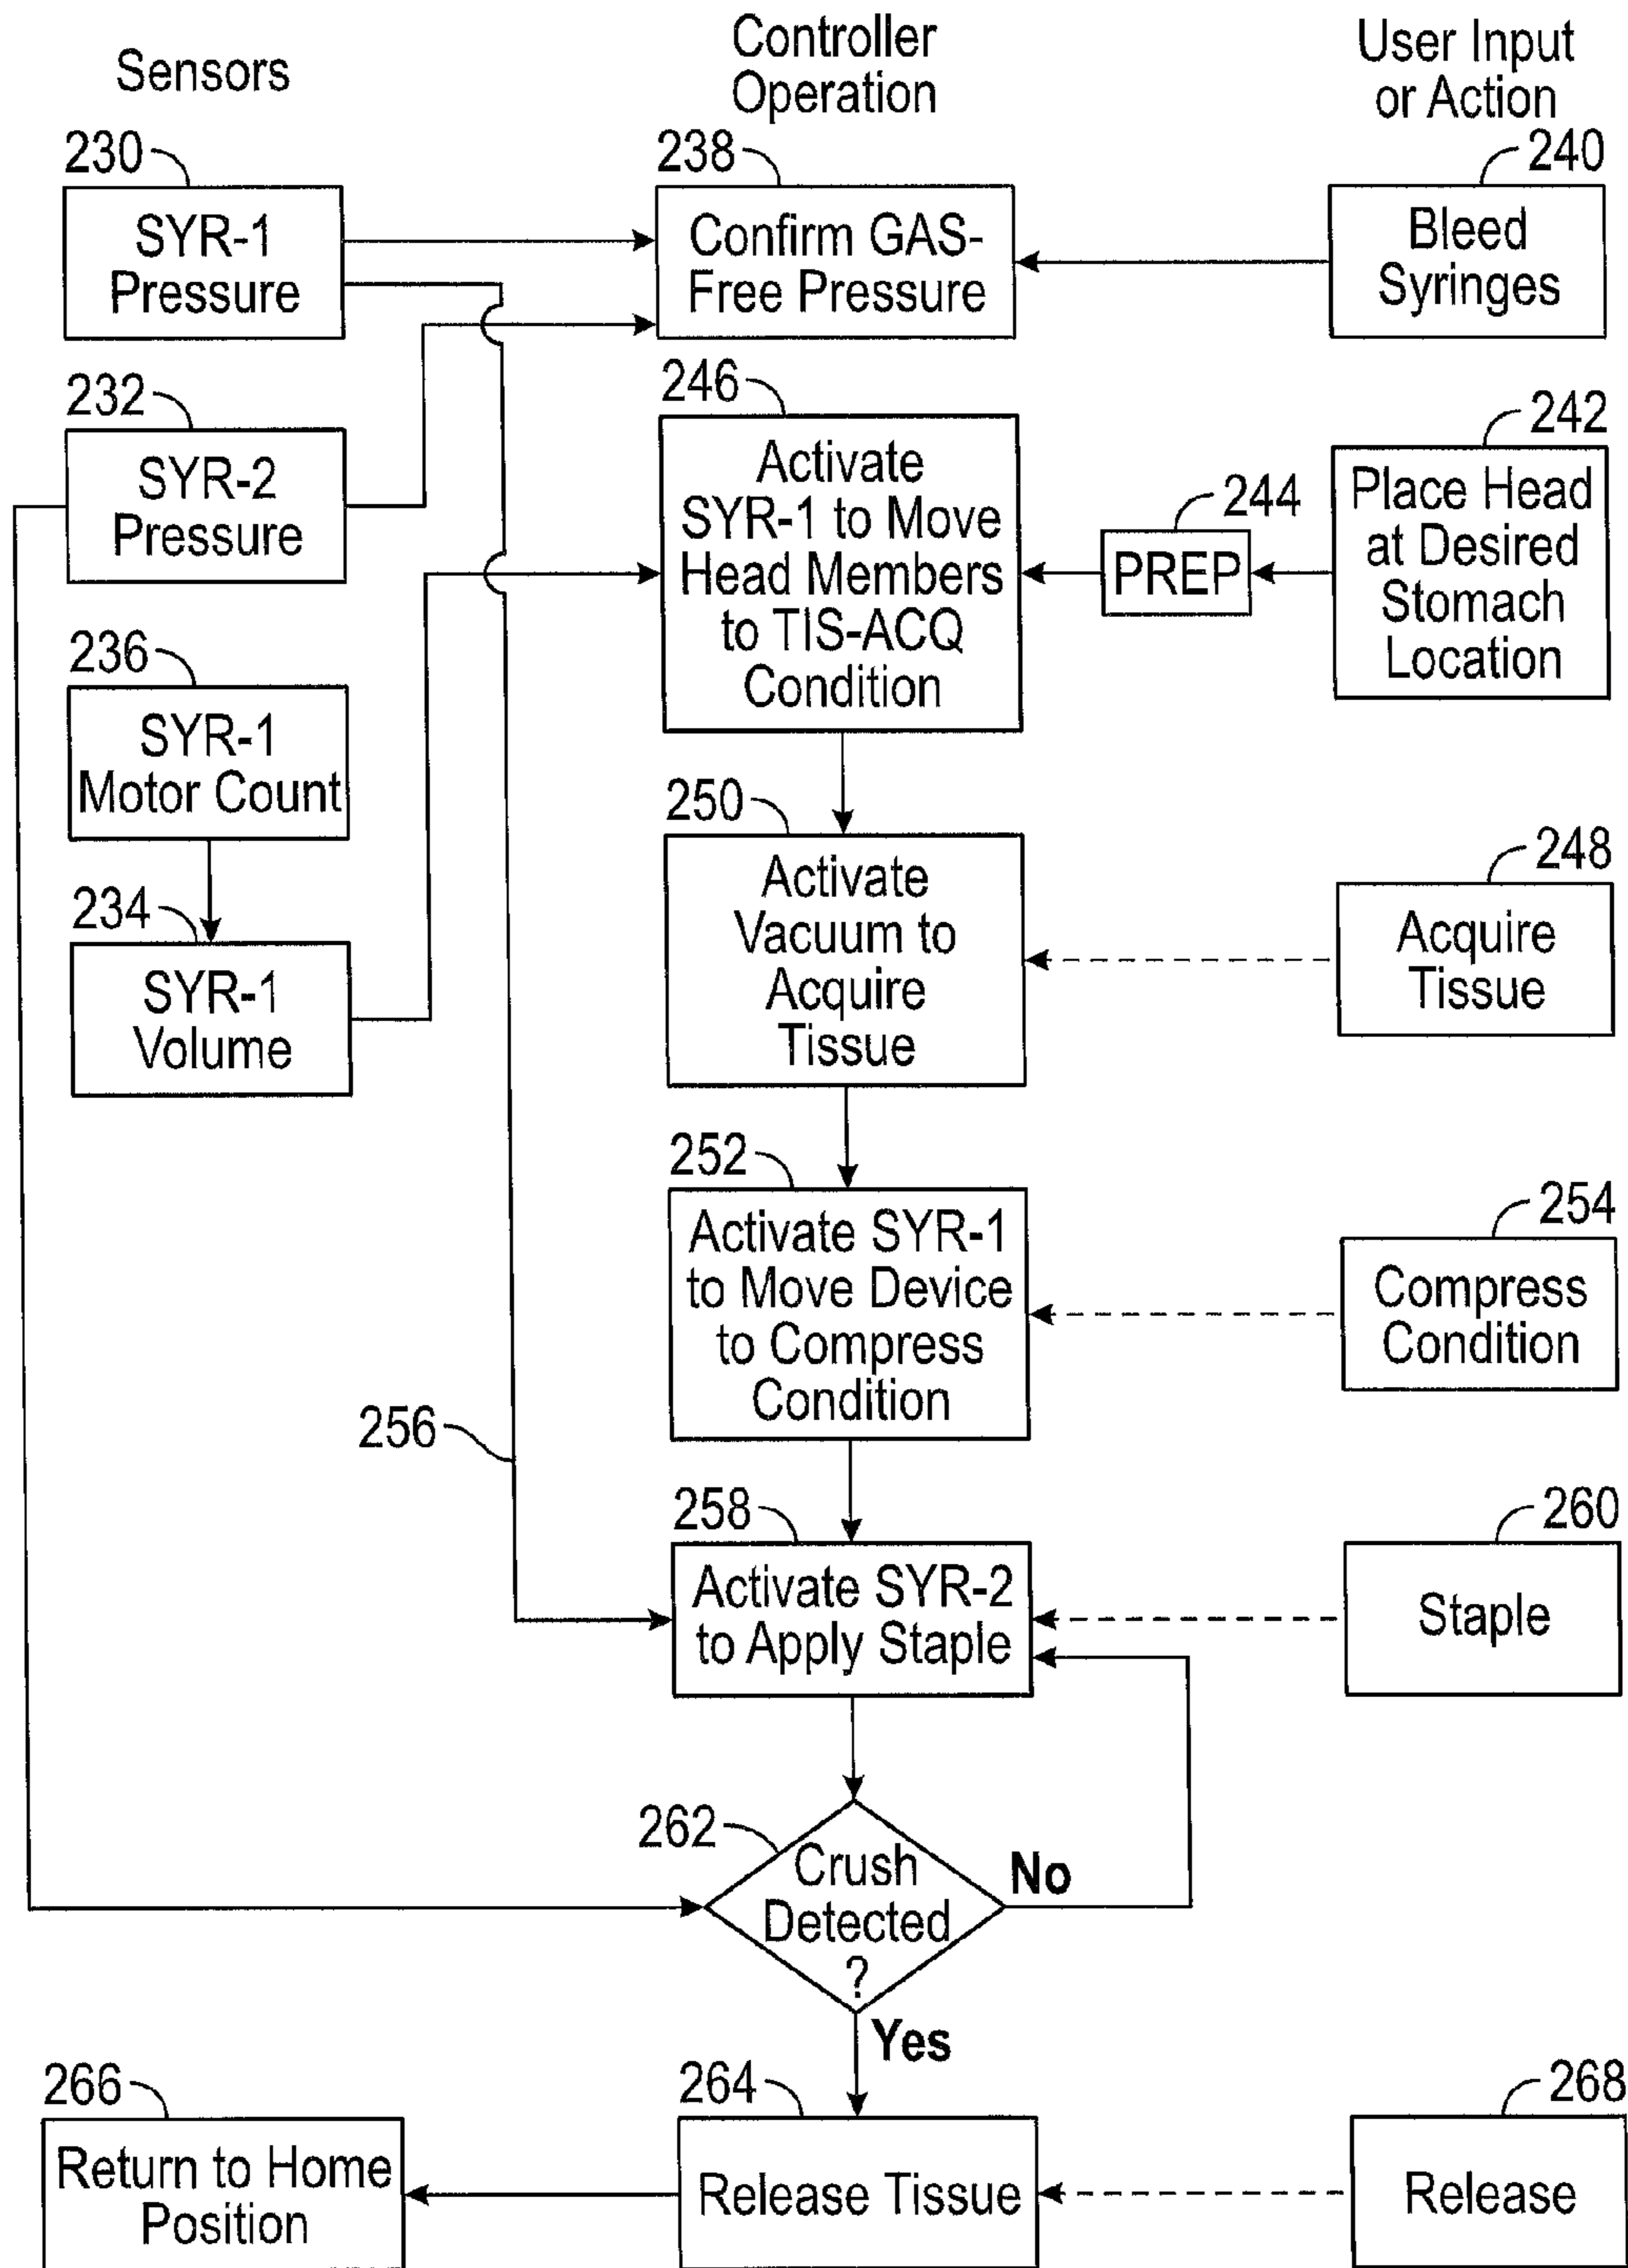 Sensors
Controller
Operation
User Input
or Action
230
SYR-1
Pressure
238
Confirm GAS-
Free Pressure
240
Bleed
Syringes
232
SYR-2
Pressure
246
Activate
SYR-1 to Move
Head Members
to TIS-ACQ
Condition
244
PREP
242
Place Head
at Desired
Stomach
Location
236
SYR-1
Motor Count
234
SYR-1
Volume
250
Activate
Vacuum to
Acquire
Tissue
248
Acquire
Tissue
252
Activate SYR-1
to Move Device
to Compress
Condition
254
Compress
Condition
256
258
Activate SYR-2
to Apply Staple
260
Staple
262
Crush
Detected
?
No
Yes
266
Return to Home
Position
264
Release Tissue
268
Release